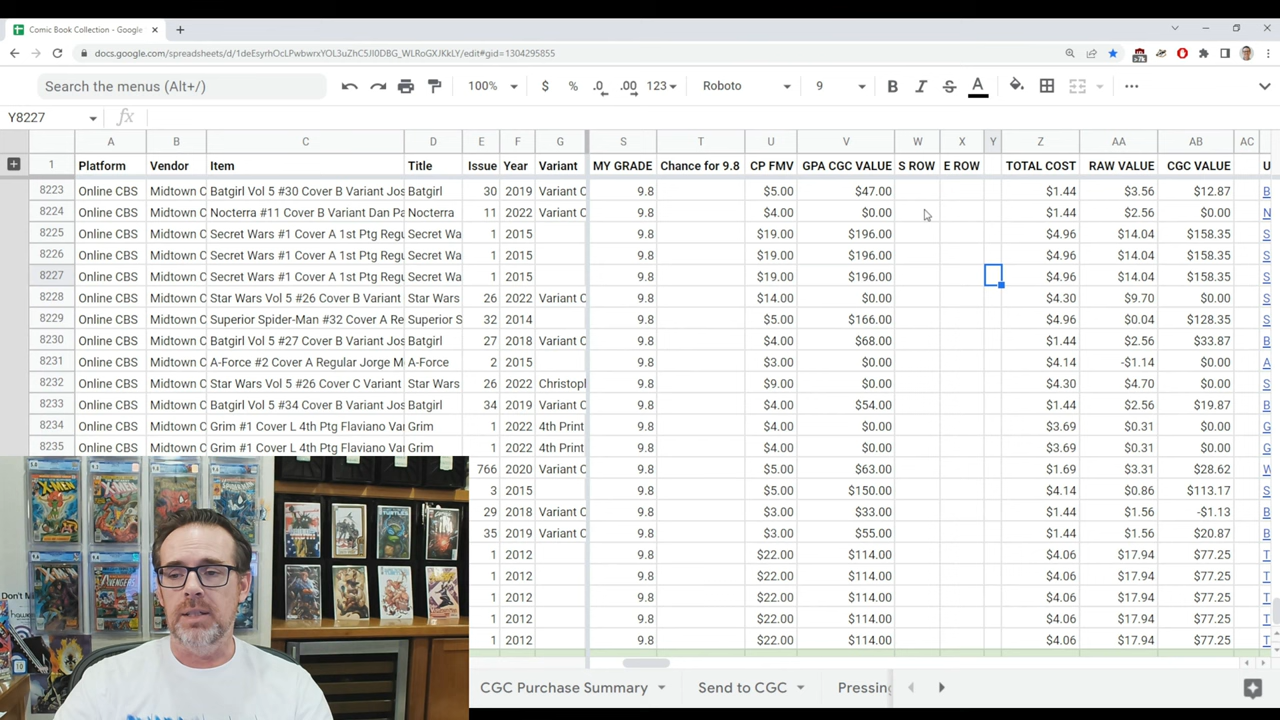 Comic Book Collection - Google
docs.google.com/spreadsheets/d/1deEsyrhOcLPwbwrxYOL3uZhC5JI0DBG_WLRoGXJKkLY/edit#gid=1304295855
Search the menus (Alt+/) 100% $ % .0 .00 123 Roboto 9 B I S A
Y8227 fx
A B C D E F G S T U V W X Y Z AA AB AC
1 Platform Vendor Item Title Issue Year Variant MY GRADE Chance for 9.8 CP FMV GPA CGC VALUE S ROW E ROW TOTAL COST RAW VALUE CGC VALUE U
8223 Online CBS Midtown C Batgirl Vol 5 #30 Cover B Variant Jos Batgirl 30 2019 Variant C 9.8 $5.00 $47.00 $1.44 $3.56 $12.87 B
8224 Online CBS Midtown C Nocterra #11 Cover B Variant Dan Pa Nocterra 11 2022 Variant C 9.8 $4.00 $0.00 $1.44 $2.56 $0.00 N
8225 Online CBS Midtown C Secret Wars #1 Cover A 1st Ptg Regu Secret Wa 1 2015 9.8 $19.00 $196.00 $4.96 $14.04 $158.35 S
8226 Online CBS Midtown C Secret Wars #1 Cover A 1st Ptg Regu Secret Wa 1 2015 9.8 $19.00 $196.00 $4.96 $14.04 $158.35 S
8227 Online CBS Midtown C Secret Wars #1 Cover A 1st Ptg Regu Secret Wa 1 2015 9.8 $19.00 $196.00 $4.96 $14.04 $158.35 S
8228 Online CBS Midtown C Star Wars Vol 5 #26 Cover B Variant Star Wars 26 2022 Variant C 9.8 $14.00 $0.00 $4.30 $9.70 $0.00 S
8229 Online CBS Midtown C Superior Spider-Man #32 Cover A Re Superior S 32 2014 9.8 $5.00 $166.00 $4.96 $0.04 $128.35 S
8230 Online CBS Midtown C Batgirl Vol 5 #27 Cover B Variant Jos Batgirl 27 2018 Variant C 9.8 $4.00 $68.00 $1.44 $2.56 $33.87 B
8231 Online CBS Midtown C A-Force #2 Cover A Regular Jorge M A-Force 2 2015 9.8 $3.00 $0.00 $4.14 -$1.14 $0.00 A
8232 Online CBS Midtown C Star Wars Vol 5 #26 Cover C Variant Star Wars 26 2022 Christopl 9.8 $9.00 $0.00 $4.30 $4.70 $0.00 S
8233 Online CBS Midtown C Batgirl Vol 5 #34 Cover B Variant Jos Batgirl 34 2019 Variant C 9.8 $4.00 $54.00 $1.44 $2.56 $19.87 B
8234 Online CBS Midtown C Grim #1 Cover L 4th Ptg Flaviano Var Grim 1 2022 4th Print 9.8 $4.00 $0.00 $3.69 $0.31 $0.00 G
8235 Online CBS Midtown C Grim #1 Cover L 4th Ptg Flaviano Var Grim 1 2022 4th Print 9.8 $4.00 $0.00 $3.69 $0.31 $0.00 G
766 2020 Variant C 9.8 $5.00 $63.00 $1.69 $3.31 $28.62 W
3 2015 9.8 $5.00 $150.00 $4.14 $0.86 $113.17 S
29 2018 Variant C 9.8 $3.00 $33.00 $1.44 $1.56 -$1.13 B
35 2019 Variant C 9.8 $3.00 $55.00 $1.44 $1.56 $20.87 B
1 2012 9.8 $22.00 $114.00 $4.06 $17.94 $77.25 T
1 2012 9.8 $22.00 $114.00 $4.06 $17.94 $77.25 T
1 2012 9.8 $22.00 $114.00 $4.06 $17.94 $77.25 T
1 2012 9.8 $22.00 $114.00 $4.06 $17.94 $77.25 T
1 2012 9.8 $22.00 $114.00 $4.06 $17.94 $77.25 T
X-MEN
AVENGERS
Don't M
CGC Purchase Summary Send to CGC Pressing